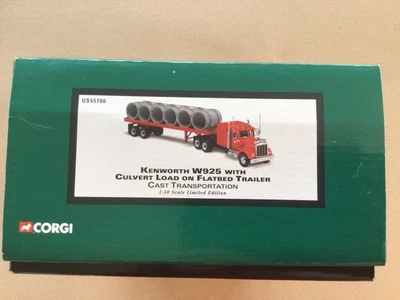 US55706
KENWORTH W925 WITH
CULVERT LOAD ON FLATBED TRAILER
CAST TRANSPORTATION
1:50 Scale Limited Edition
CORGI